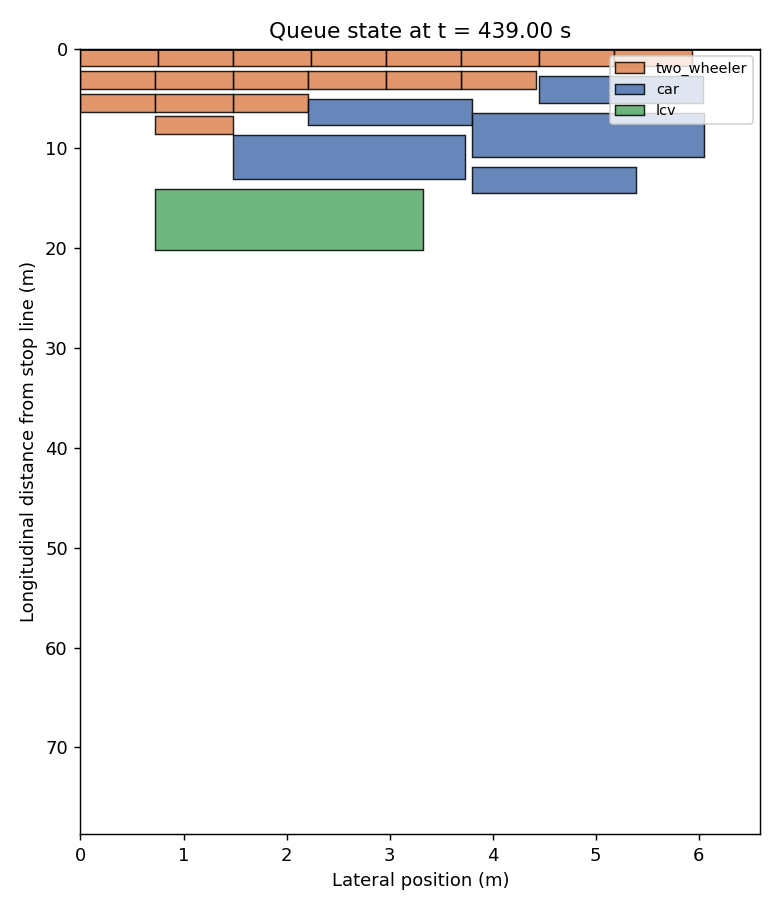 Queue state at t = 439.00 s
two_wheeler
car
lcv
0
10
20
30
40
50
60
70
Longitudinal distance from stop line (m)
0 1 2 3 4 5 6
Lateral position (m)